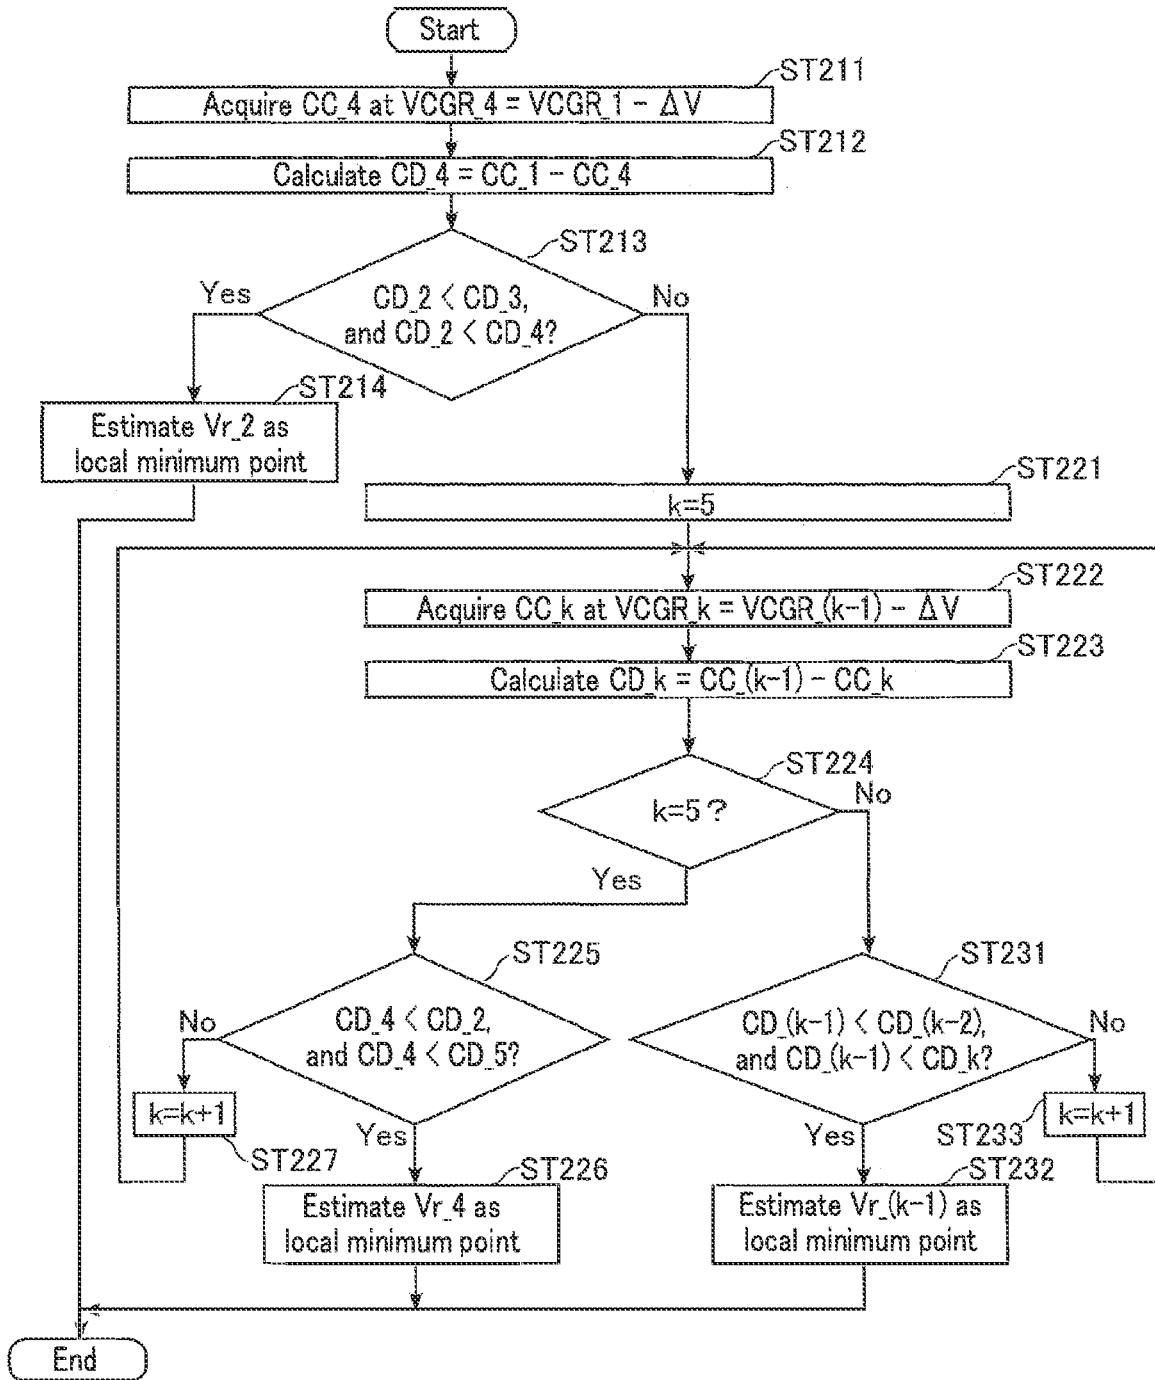 Start
ST211
Acquire CC_4 at VCGR_4 = VCGR_1 − ΔV
ST212
Calculate CD_4 = CC_1 − CC_4
ST213
Yes
CD_2 < CD_3,
and CD_2 < CD_4?
No
ST214
Estimate Vr_2 as
local minimum point
ST221
k=5
ST222
Acquire CC_k at VCGR_k = VCGR_(k-1) − ΔV
ST223
Calculate CD_k = CC_(k-1) − CC_k
ST224
k=5?
No
Yes
ST225
No
CD_4 < CD_2,
and CD_4 < CD_5?
ST231
CD_(k-1) < CD_(k-2),
and CD_(k-1) < CD_k?
No
k=k+1
ST227
Yes
ST226
Estimate Vr_4 as
local minimum point
Yes
ST233
k=k+1
ST232
Estimate Vr_(k-1) as
local minimum point
End